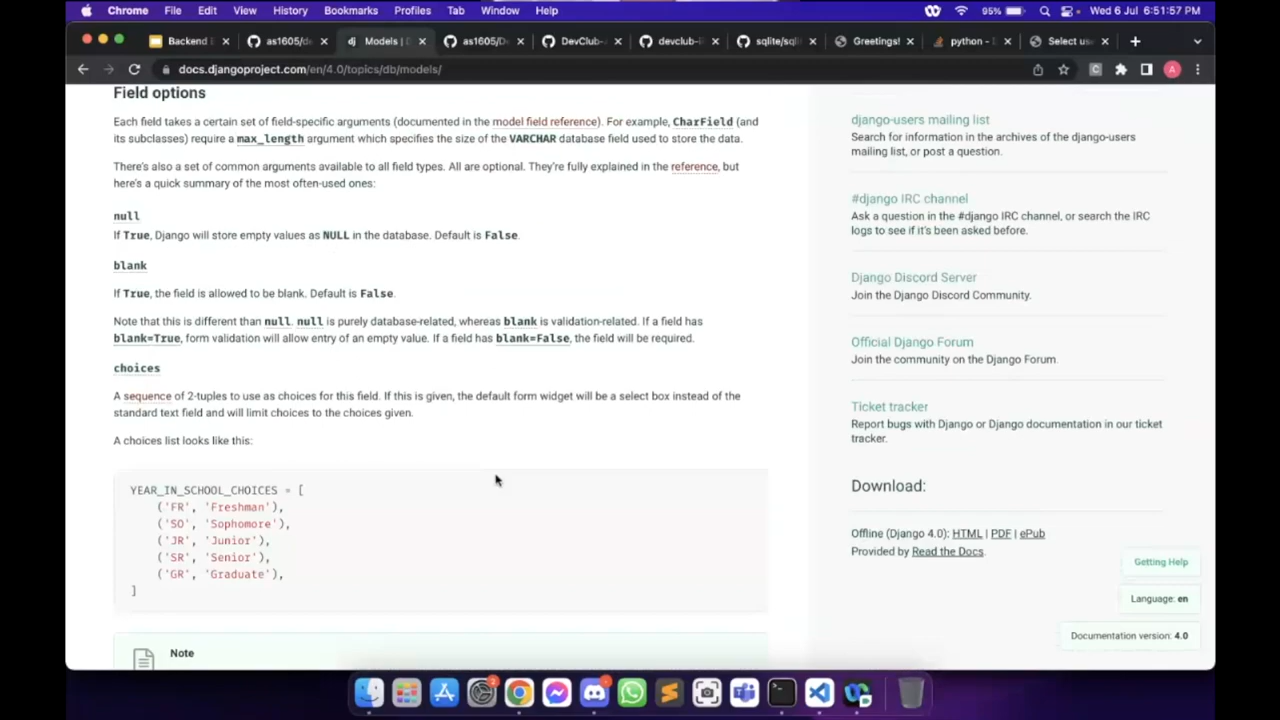 Chrome File Edit View History Bookmarks Profiles Tab Window Help 95% Wed 6 Jul 6:51:57 PM
Backend as1605/de Models | D as1605/De DevClub- devclub- sqlite/sql Greetings! python - Select us
docs.djangoproject.com/en/4.0/topics/db/models/
Field options
Each field takes a certain set of field-specific arguments (documented in the model field reference). For example, CharField (and
its subclasses) require a max_length argument which specifies the size of the VARCHAR database field used to store the data.
There's also a set of common arguments available to all field types. All are optional. They're fully explained in the reference, but
here's a quick summary of the most often-used ones:
null
If True, Django will store empty values as NULL in the database. Default is False.
blank
If True, the field is allowed to be blank. Default is False.
Note that this is different than null. null is purely database-related, whereas blank is validation-related. If a field has
blank=True, form validation will allow entry of an empty value. If a field has blank=False, the field will be required.
choices
A sequence of 2-tuples to use as choices for this field. If this is given, the default form widget will be a select box instead of the
standard text field and will limit choices to the choices given.
A choices list looks like this:
YEAR_IN_SCHOOL_CHOICES = [
('FR', 'Freshman'),
('SO', 'Sophomore'),
('JR', 'Junior'),
('SR', 'Senior'),
('GR', 'Graduate'),
]
Note
django-users mailing list
Search for information in the archives of the django-users
mailing list, or post a question.
#django IRC channel
Ask a question in the #django IRC channel, or search the IRC
logs to see if it's been asked before.
Django Discord Server
Join the Django Discord Community.
Official Django Forum
Join the community on the Django Forum.
Ticket tracker
Report bugs with Django or Django documentation in our ticket
tracker.
Download:
Offline (Django 4.0): HTML | PDF | ePub
Provided by Read the Docs.
Getting Help
Language: en
Documentation version: 4.0